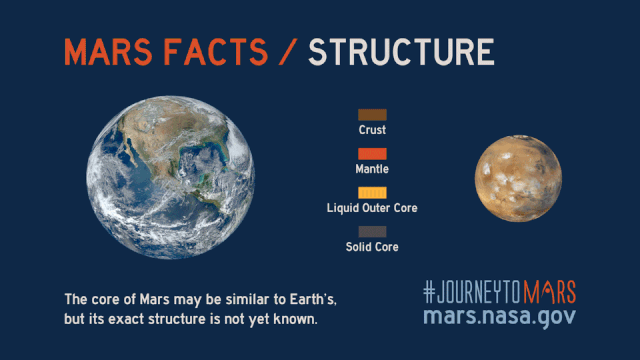 MARS FACTS / STRUCTURE
Crust
Mantle
Liquid Outer Core
Solid Core
The core of Mars may be similar to Earth's,
but its exact structure is not yet known.
#JOURNEYTOMARS
mars.nasa.gov